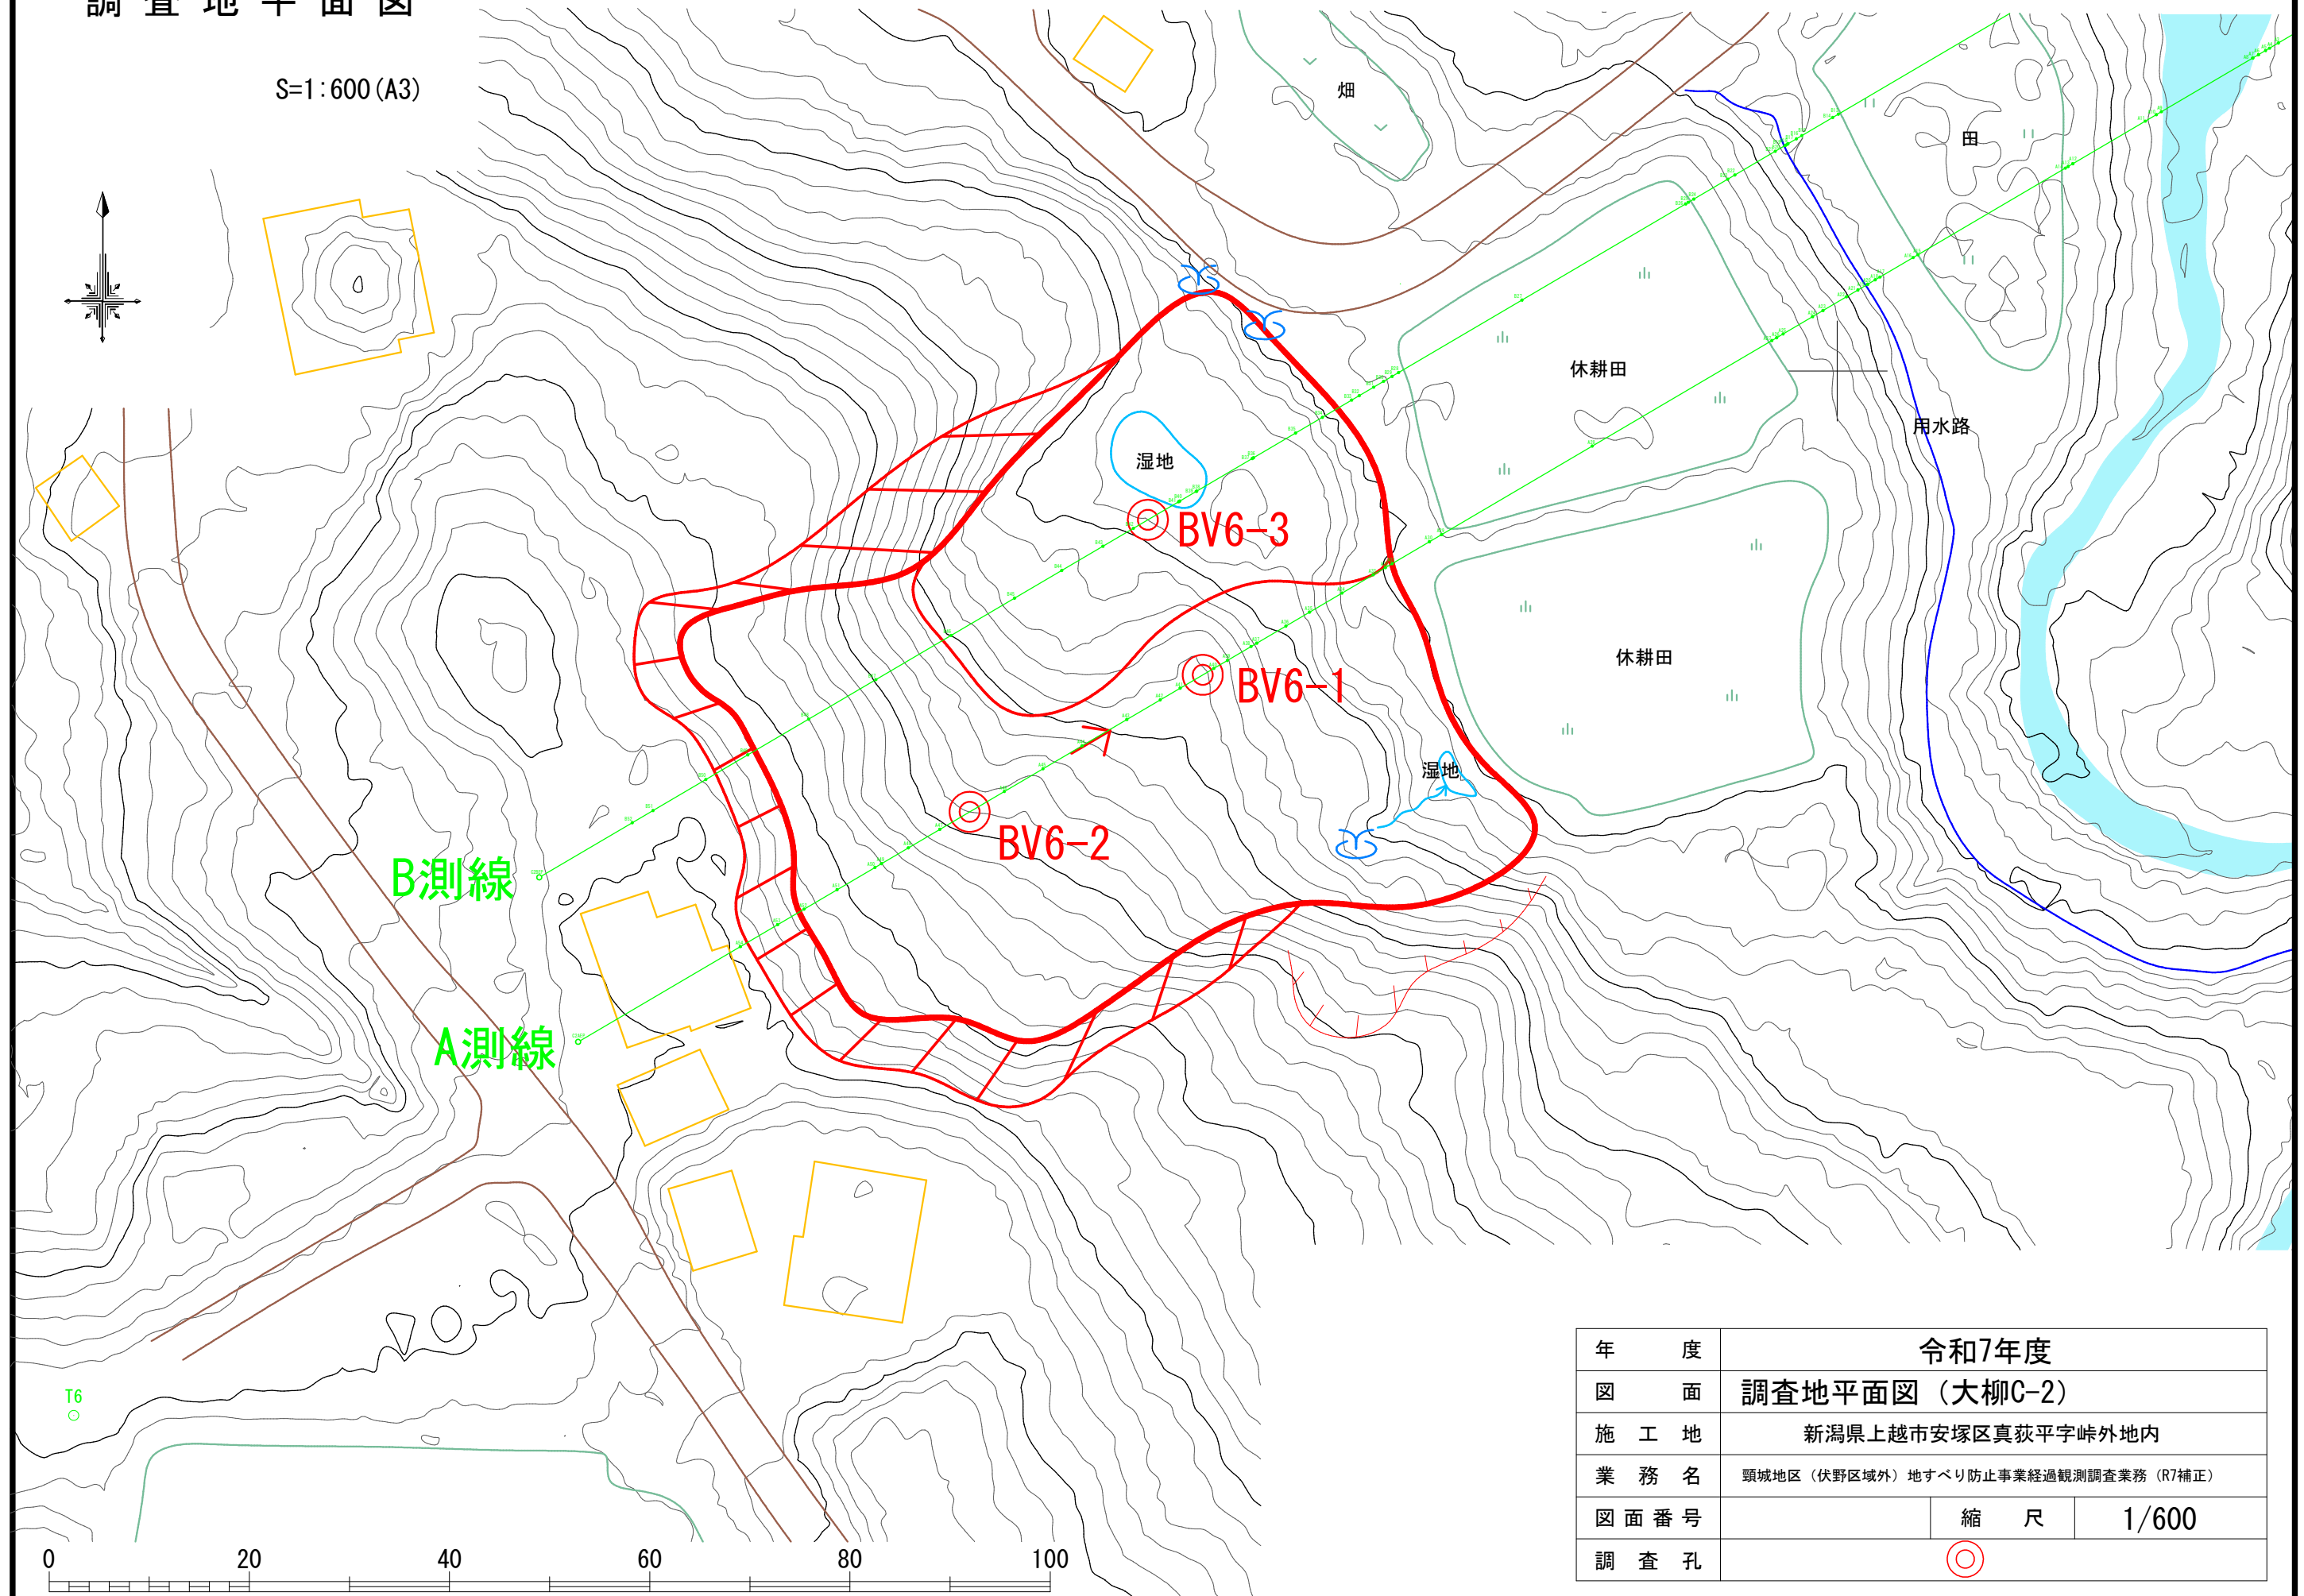 調査地平面図
S=1:600(A3)
畑
田
休耕田
用水路
湿地
BV6-3
休耕田
BV6-1
湿地
BV6-2
B測線
A測線
T6
0 20 40 60 80 100
年度 令和7年度
図面 調査地平面図（大柳C-2）
施工地 新潟県上越市安塚区真荻平字峠外地内
業務名 頸城地区（伏野区域外）地すべり防止事業経過観測調査業務（R7補正）
図面番号 縮尺 1/600
調査孔